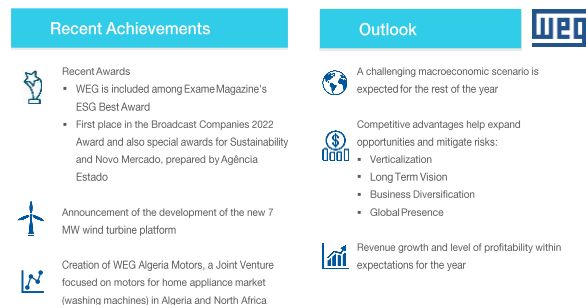 Recent Achievements
Recent Awards
▪ WEG is included among Exame Magazine's
ESG Best Award
▪ First place in the Broadcast Companies 2022
Award and also special awards for Sustainability
and Novo Mercado, prepared by Agência
Estado
Announcement of the development of the new 7
MW wind turbine platform
Creation of WEG Algeria Motors, a Joint Venture
focused on motors for home appliance market
(washing machines) in Algeria and North Africa
Outlook
weg
A challenging macroeconomic scenario is
expected for the rest of the year
Competitive advantages help expand
opportunities and mitigate risks:
▪ Verticalization
▪ Long Term Vision
▪ Business Diversification
▪ Global Presence
Revenue growth and level of profitability within
expectations for the year